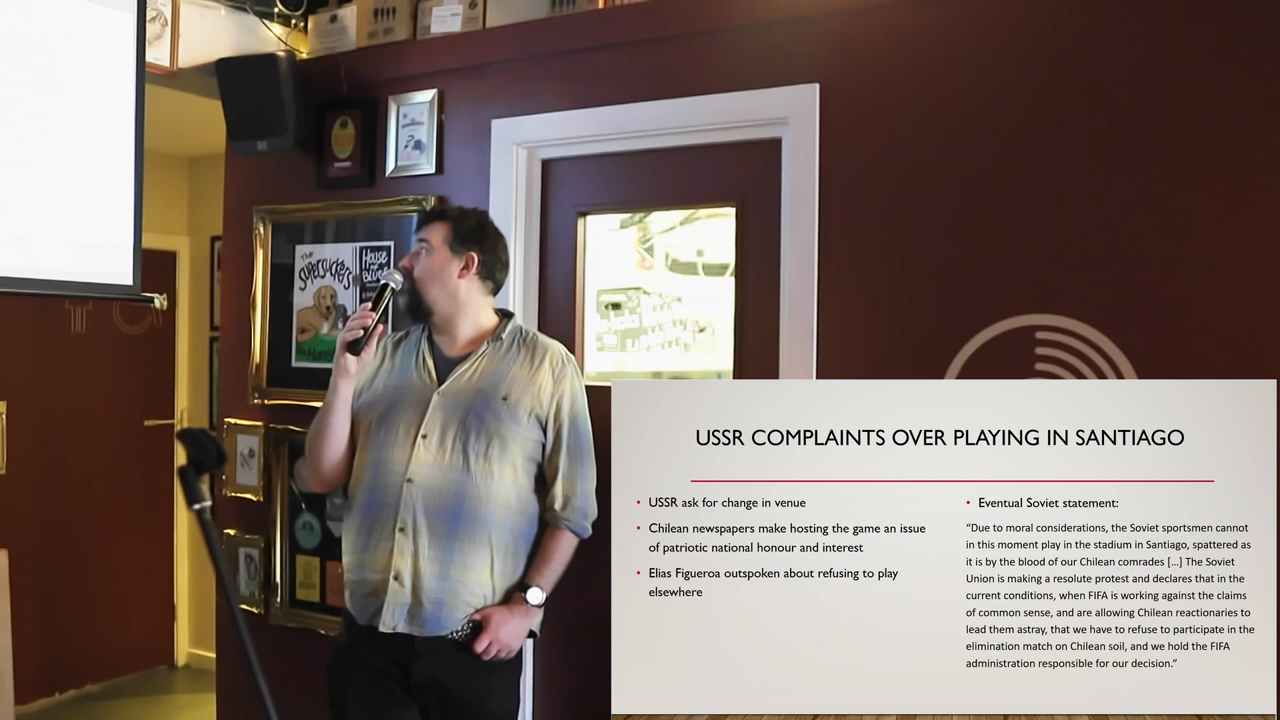 The
Supersuckers
House
of
Blues
USSR COMPLAINTS OVER PLAYING IN SANTIAGO
• USSR ask for change in venue
• Chilean newspapers make hosting the game an issue
of patriotic national honour and interest
• Elias Figueroa outspoken about refusing to play
elsewhere
• Eventual Soviet statement:
“Due to moral considerations, the Soviet sportsmen cannot
in this moment play in the stadium in Santiago, spattered as
it is by the blood of our Chilean comrades [...] The Soviet
Union is making a resolute protest and declares that in the
current conditions, when FIFA is working against the claims
of common sense, and are allowing Chilean reactionaries to
lead them astray, that we have to refuse to participate in the
elimination match on Chilean soil, and we hold the FIFA
administration responsible for our decision.”